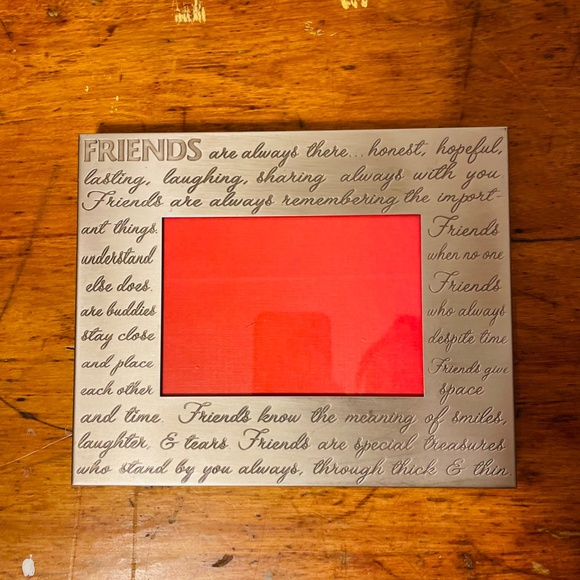 FRIENDS are always there... honest, hopeful,
lasting, laughing, sharing always with you
Friends are always remembering the import-
ant things. Friends
understand when no one
else does. Friends
are buddies who always
stay close despite time
and place Friends give
each other space
and time Friends know the meaning of smiles,
laughter, & tears Friends are special treasures
who stand by you always, through thick & thin